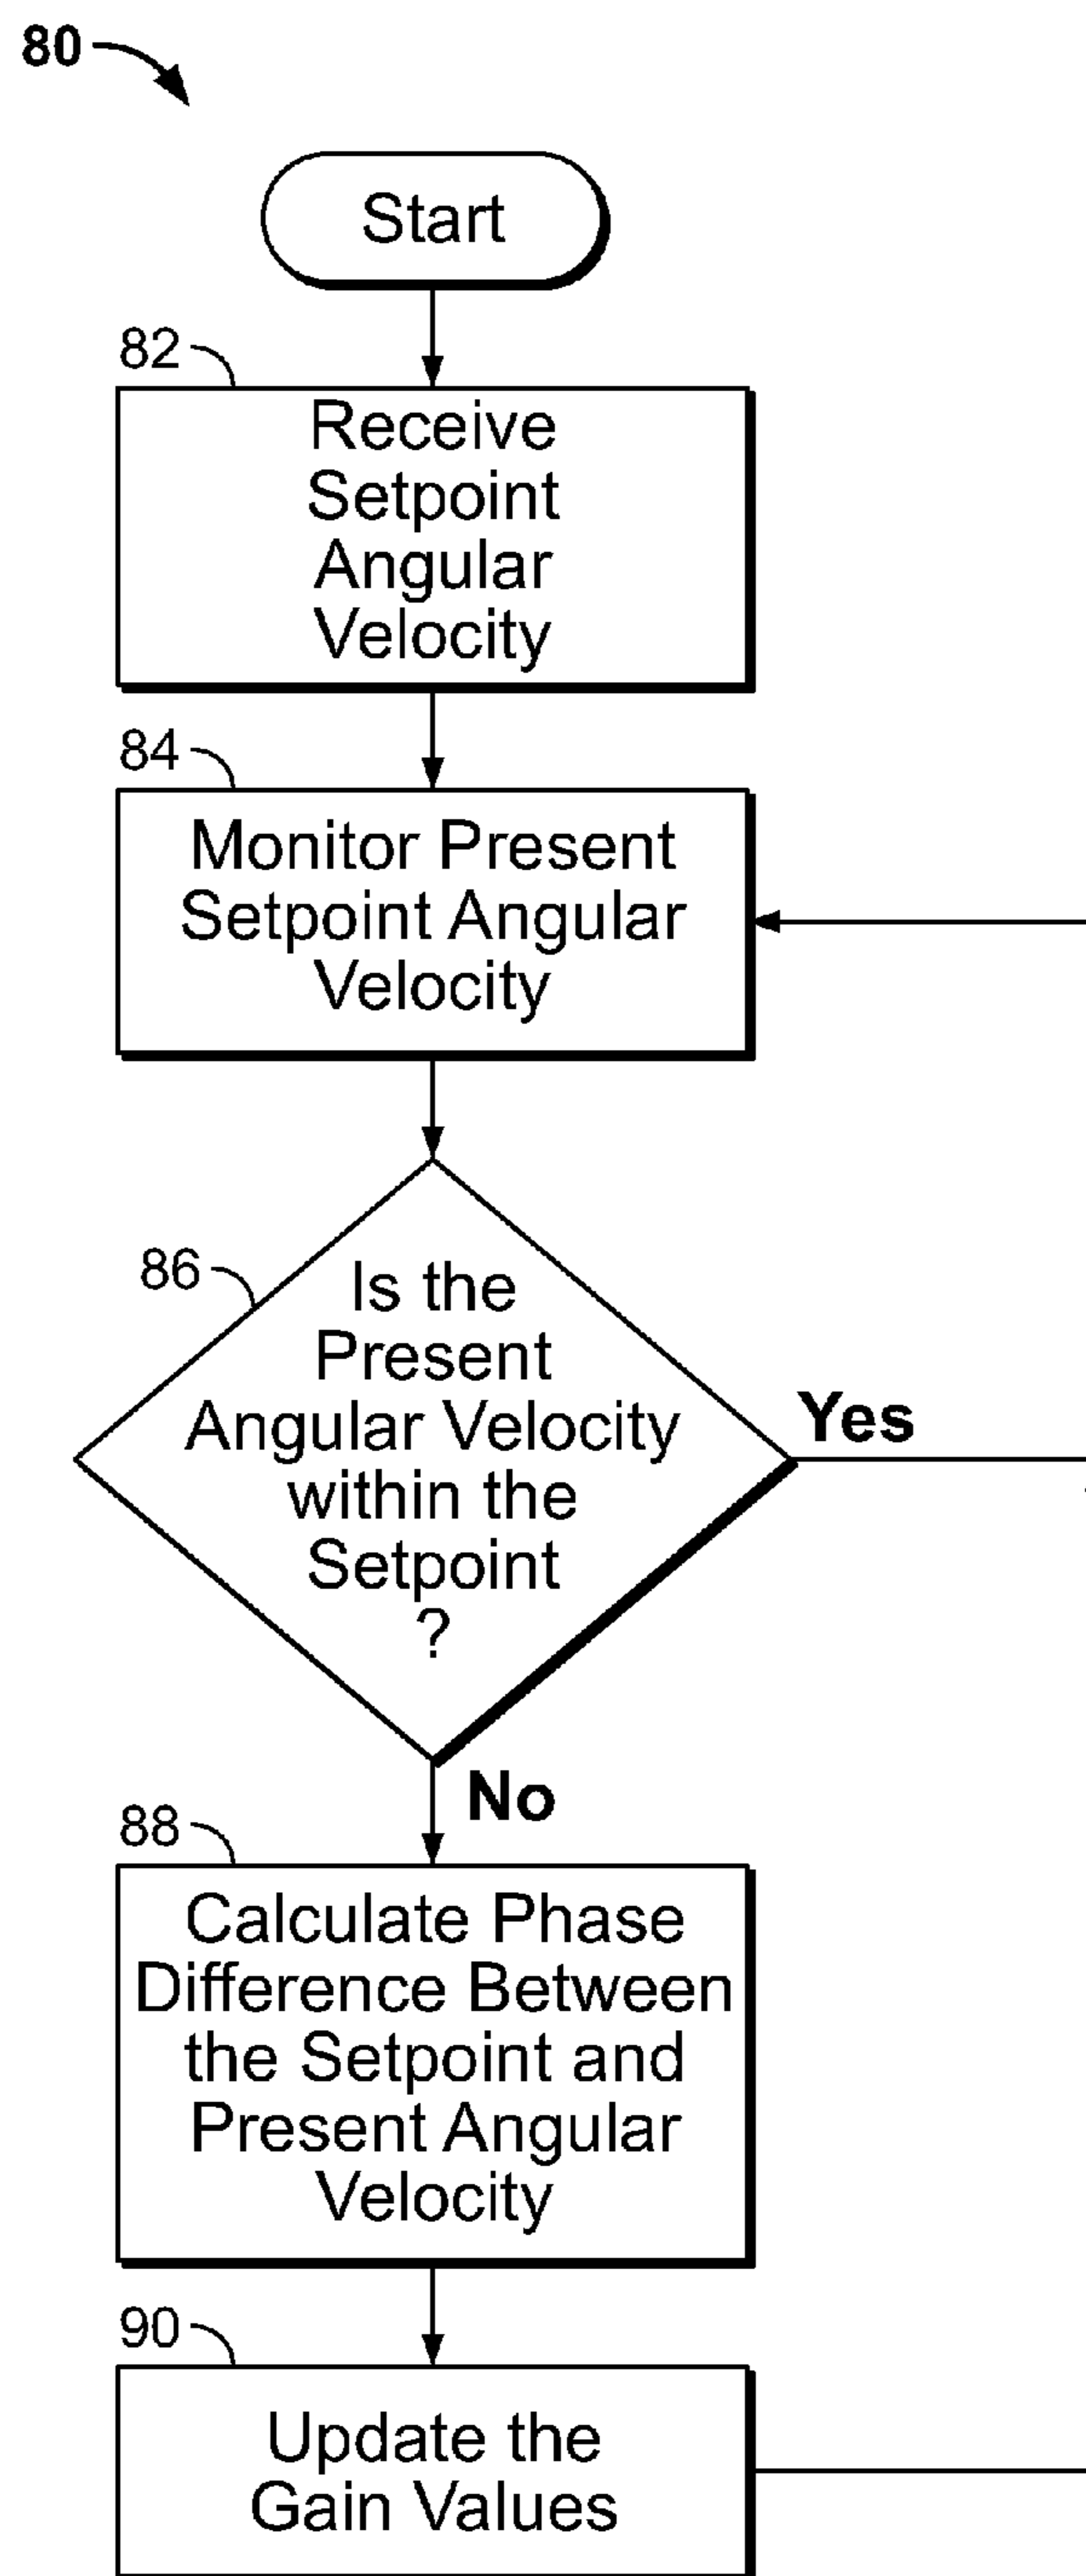 80
Start
82
Receive
Setpoint
Angular
Velocity
84
Monitor Present
Setpoint Angular
Velocity
86
Is the
Present
Angular Velocity
within the
Setpoint
?
Yes
No
88
Calculate Phase
Difference Between
the Setpoint and
Present Angular
Velocity
90
Update the
Gain Values